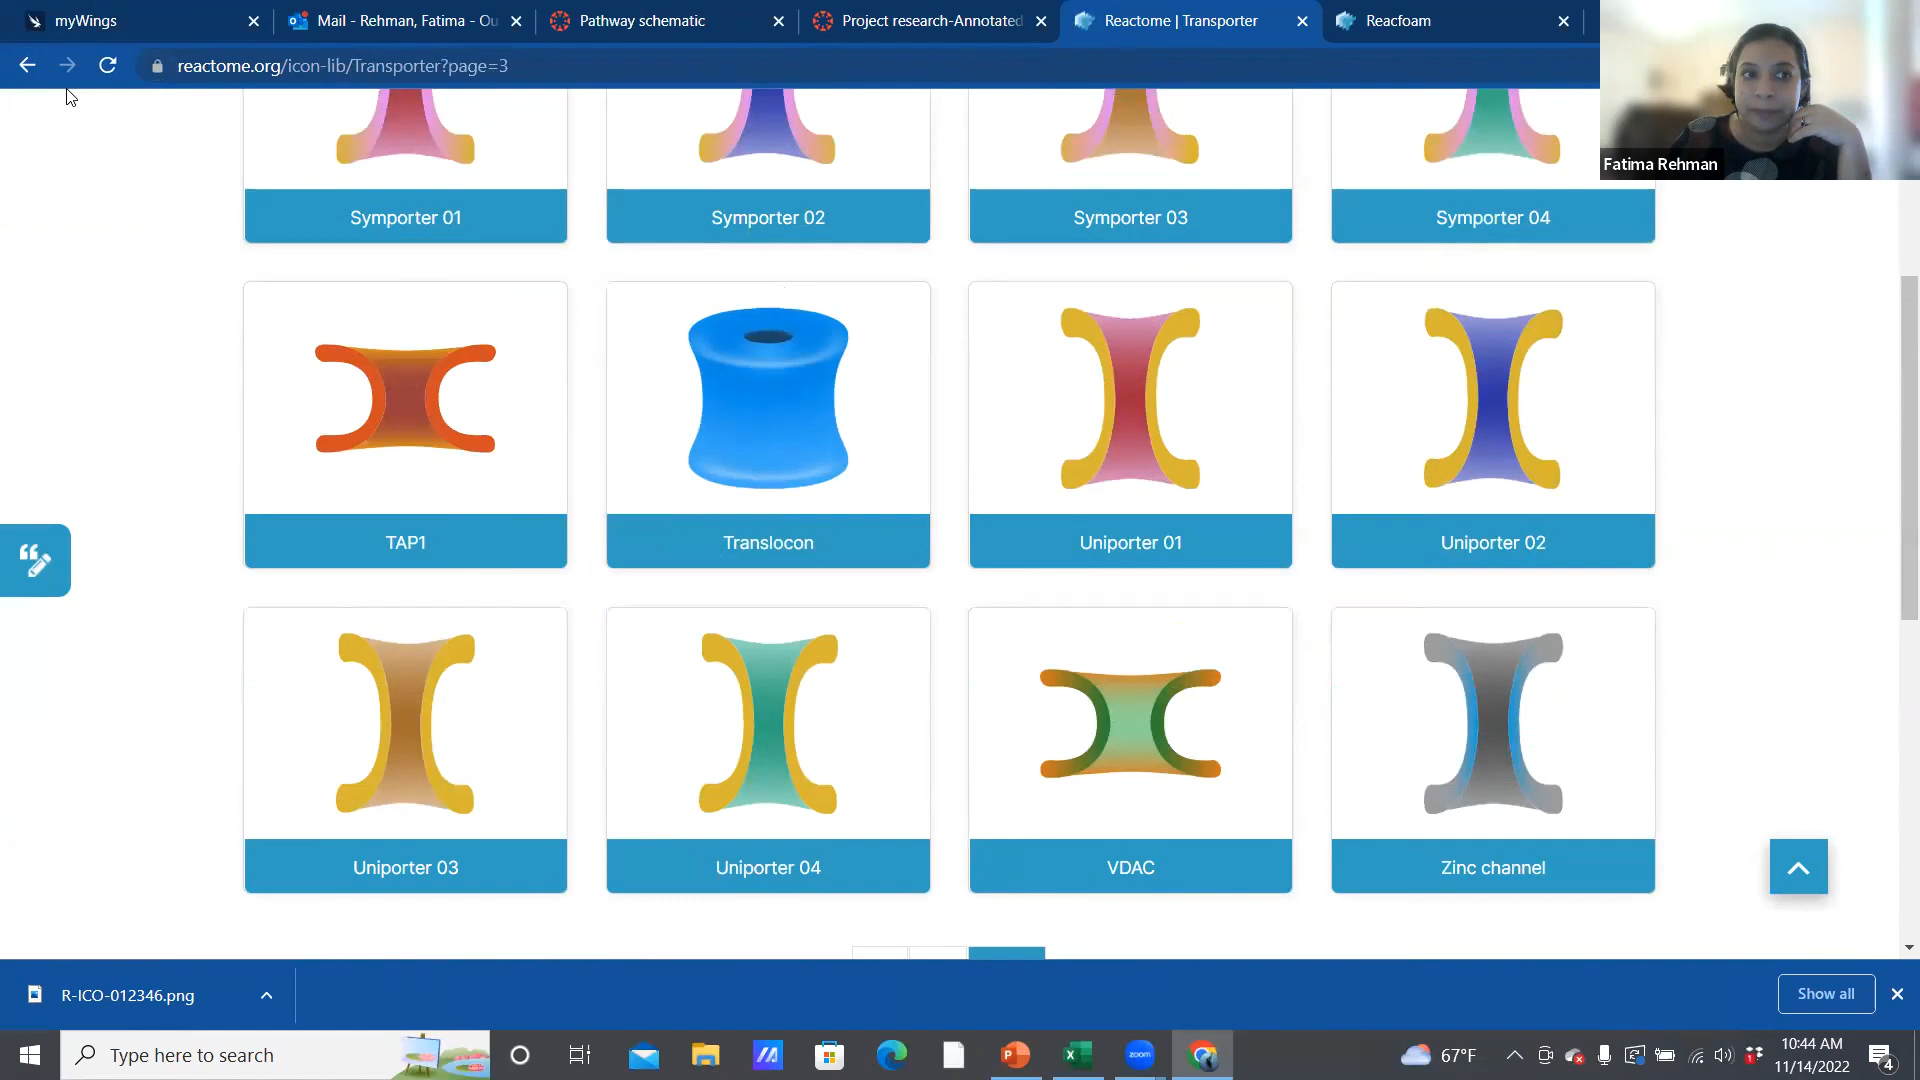 myWings
Mail - Rehman, Fatima - Ou
Pathway schematic
Project research-Annotated
Reactome | Transporter
Reacfoam
reactome.org/icon-lib/Transporter?page=3
Fatima Rehman
Symporter 01
Symporter 02
Symporter 03
Symporter 04
TAP1
Translocon
Uniporter 01
Uniporter 02
Uniporter 03
Uniporter 04
VDAC
Zinc channel
R-ICO-012346.png
Show all
Type here to search
zoom
67°F
10:44 AM
11/14/2022
4